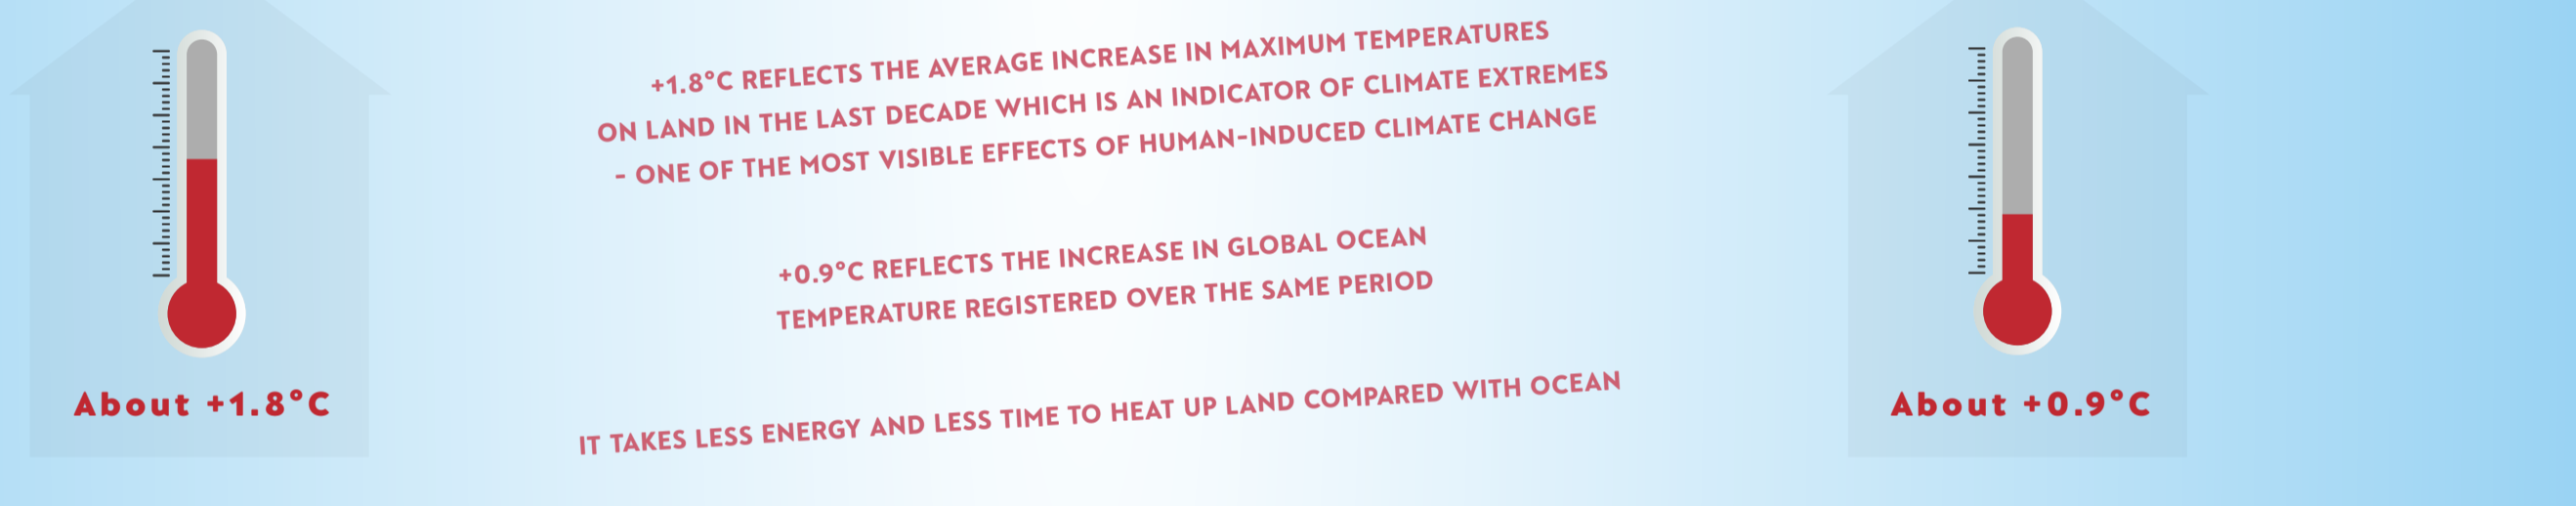 +1.8°C REFLECTS THE AVERAGE INCREASE IN MAXIMUM TEMPERATURES
ON LAND IN THE LAST DECADE WHICH IS AN INDICATOR OF CLIMATE EXTREMES
- ONE OF THE MOST VISIBLE EFFECTS OF HUMAN-INDUCED CLIMATE CHANGE
+0.9°C REFLECTS THE INCREASE IN GLOBAL OCEAN
TEMPERATURE REGISTERED OVER THE SAME PERIOD
IT TAKES LESS ENERGY AND LESS TIME TO HEAT UP LAND COMPARED WITH OCEAN
About +1.8°C
About +0.9°C